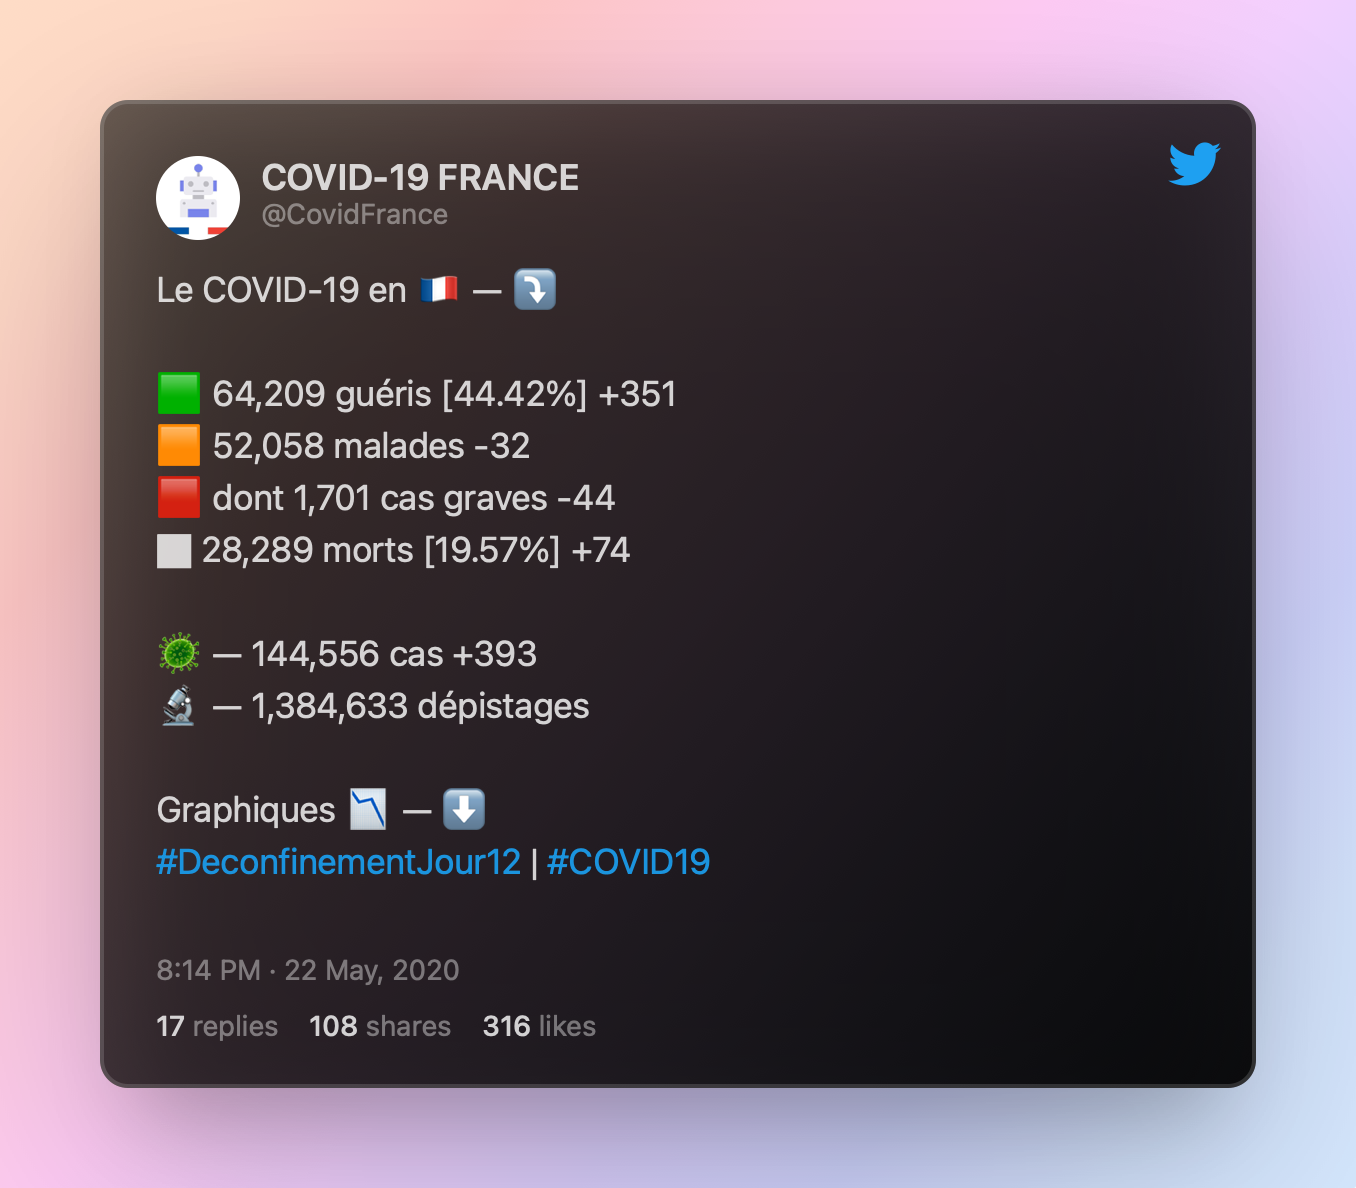 COVID-19 FRANCE
@CovidFrance
Le COVID-19 en 🇫🇷 — ⤵️
🟩 64,209 guéris [44.42%] +351
🟧 52,058 malades -32
🟥 dont 1,701 cas graves -44
⬜ 28,289 morts [19.57%] +74
🦠 — 144,556 cas +393
🔬 — 1,384,633 dépistages
Graphiques 📉 — ⬇️
#DeconfinementJour12 | #COVID19
8:14 PM · 22 May, 2020
17 replies 108 shares 316 likes